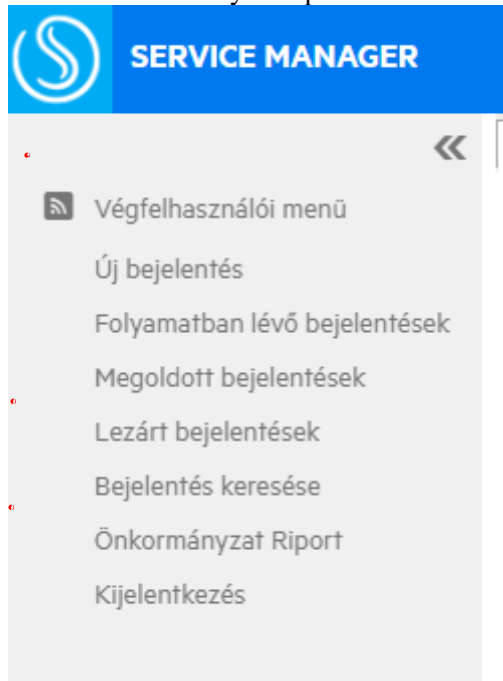 SERVICE MANAGER
Végfelhasználói menü
Új bejelentés
Folyamatban lévő bejelentések
Megoldott bejelentések
Lezárt bejelentések
Bejelentés keresése
Önkormányzat Riport
Kijelentkezés